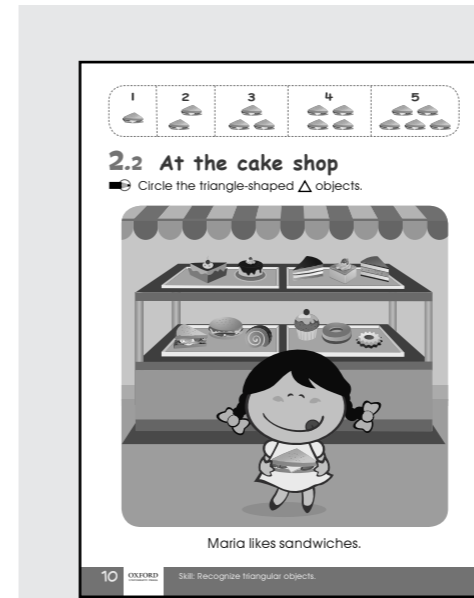 1 2 3 4 5
2.2 At the cake shop
Circle the triangle-shaped objects.
Maria likes sandwiches.
10 OXFORD Skill: Recognize triangular objects.